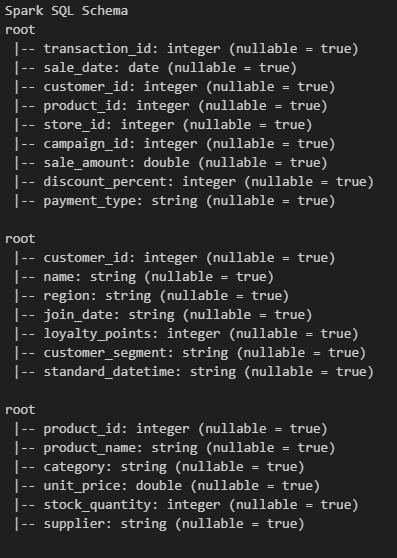 Spark SQL Schema
root
 |-- transaction_id: integer (nullable = true)
 |-- sale_date: date (nullable = true)
 |-- customer_id: integer (nullable = true)
 |-- product_id: integer (nullable = true)
 |-- store_id: integer (nullable = true)
 |-- campaign_id: integer (nullable = true)
 |-- sale_amount: double (nullable = true)
 |-- discount_percent: integer (nullable = true)
 |-- payment_type: string (nullable = true)

root
 |-- customer_id: integer (nullable = true)
 |-- name: string (nullable = true)
 |-- region: string (nullable = true)
 |-- join_date: string (nullable = true)
 |-- loyalty_points: integer (nullable = true)
 |-- customer_segment: string (nullable = true)
 |-- standard_datetime: string (nullable = true)

root
 |-- product_id: integer (nullable = true)
 |-- product_name: string (nullable = true)
 |-- category: string (nullable = true)
 |-- unit_price: double (nullable = true)
 |-- stock_quantity: integer (nullable = true)
 |-- supplier: string (nullable = true)